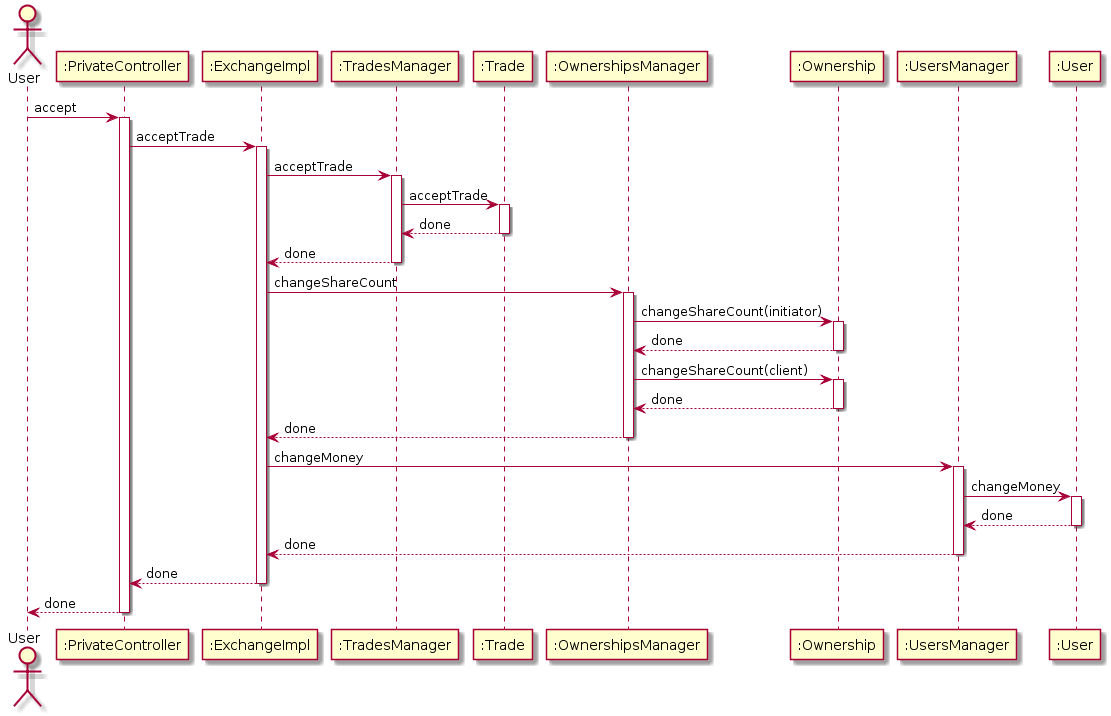 User
:PrivateController
:ExchangeImpl
:TradesManager
:Trade
:OwnershipsManager
:Ownership
:UsersManager
:User
accept
acceptTrade
acceptTrade
acceptTrade
done
done
changeShareCount
changeShareCount(initiator)
done
changeShareCount(client)
done
done
changeMoney
changeMoney
done
done
done
done
User
:PrivateController
:ExchangeImpl
:TradesManager
:Trade
:OwnershipsManager
:Ownership
:UsersManager
:User